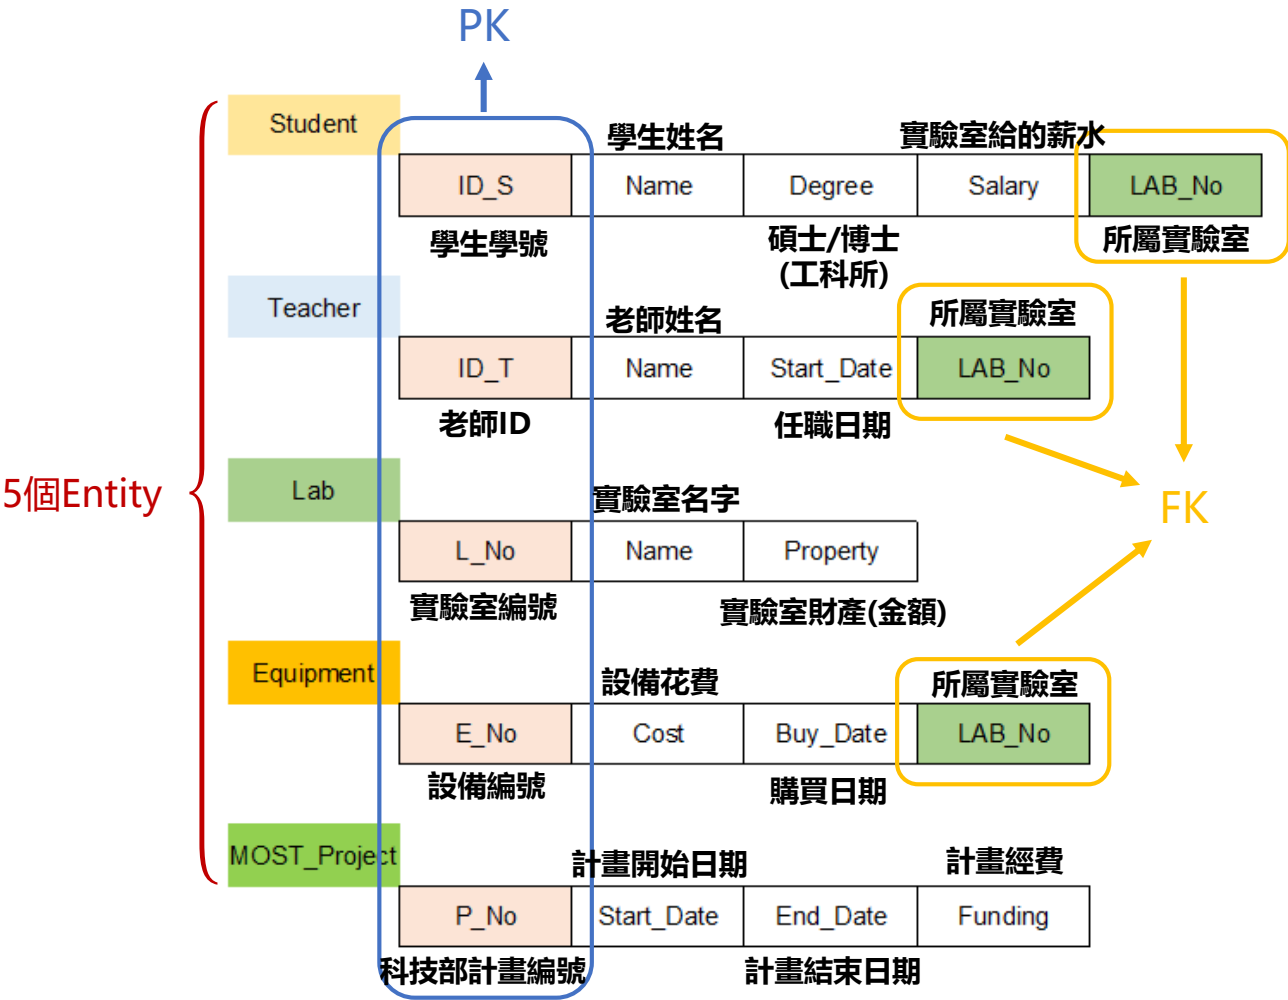 PK
Student
學生姓名
實驗室給的薪水
ID_S
Name
Degree
Salary
LAB_No
學生學號
碩士/博士
(工科所)
所屬實驗室
Teacher
老師姓名
所屬實驗室
ID_T
Name
Start_Date
LAB_No
老師ID
任職日期
5個Entity
Lab
實驗室名字
FK
L_No
Name
Property
實驗室編號
實驗室財產(金額)
Equipment
設備花費
所屬實驗室
E_No
Cost
Buy_Date
LAB_No
設備編號
購買日期
MOST_Project
計畫開始日期
計畫經費
P_No
Start_Date
End_Date
Funding
科技部計畫編號
計畫結束日期